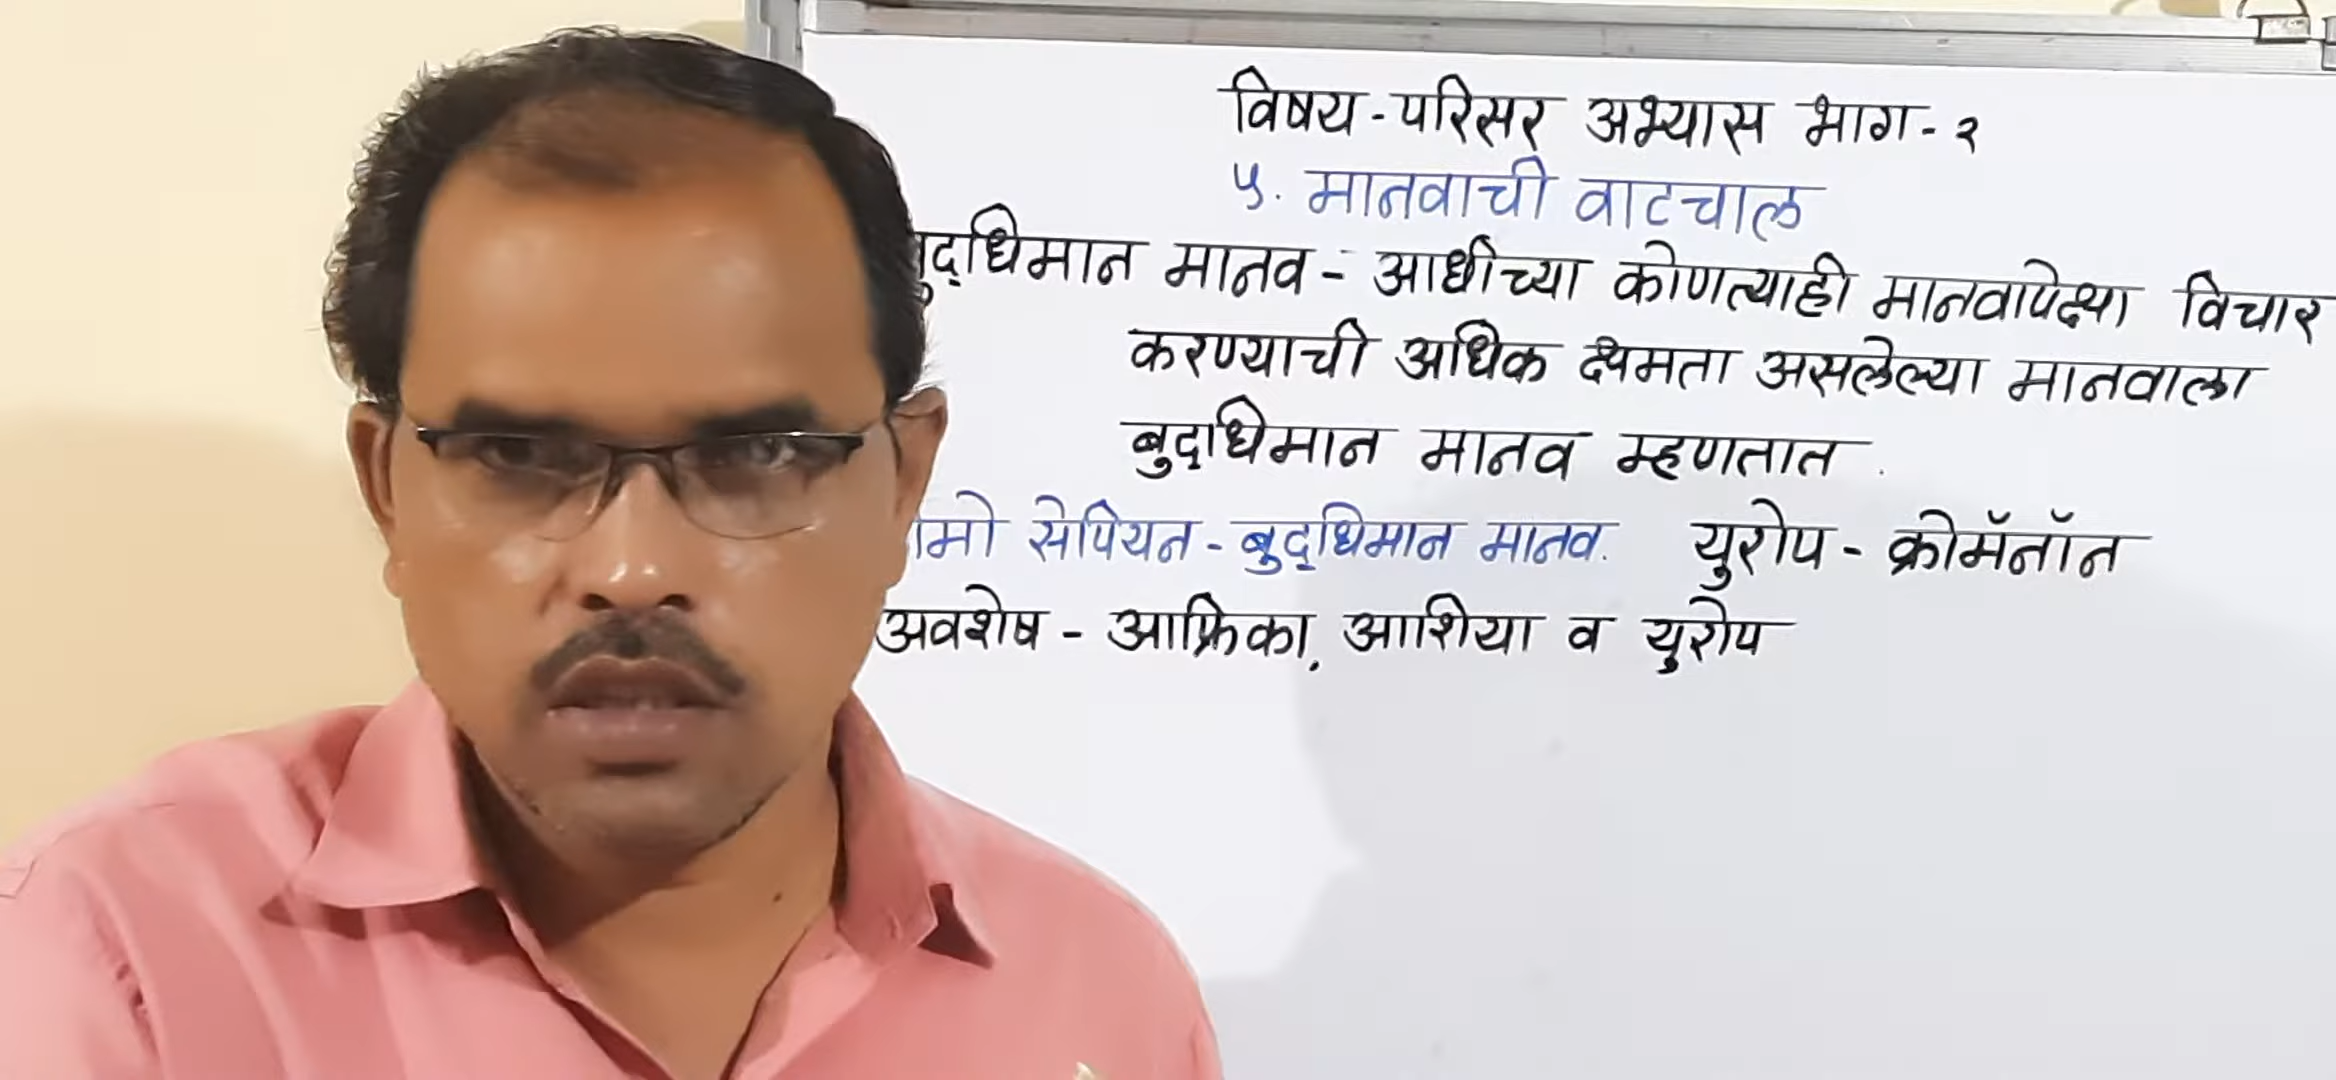 विषय - परिसर अभ्यास भाग - २
५. मानवाची वाटचाल
मानव - आधीच्या कोणत्याही मानवापेक्षा विचार
करण्याची अधिक क्षमता असलेल्या मानवाला
बुद्धिमान मानव म्हणतात .
सेपियन - बुद्धिमान मानव. युरोप - क्रोमॅनॉन
अवशेष - आफ्रिका, आशिया व युरोप